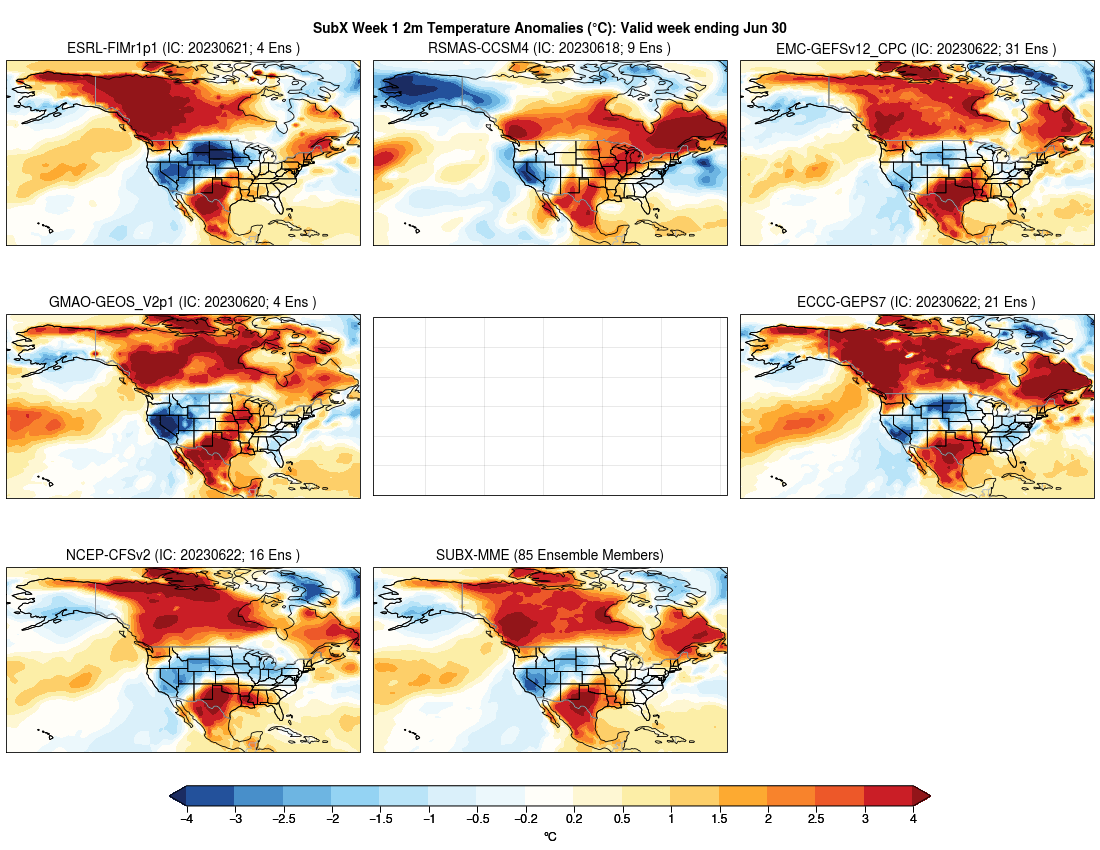 SubX Week 1 2m Temperature Anomalies (°C): Valid week ending Jun 30
ESRL-FIMr1p1 (IC: 20230621; 4 Ens )
RSMAS-CCSM4 (IC: 20230618; 9 Ens )
EMC-GEFSv12_CPC (IC: 20230622; 31 Ens )
GMAO-GEOS_V2p1 (IC: 20230620; 4 Ens )
ECCC-GEPS7 (IC: 20230622; 21 Ens )
NCEP-CFSv2 (IC: 20230622; 16 Ens )
SUBX-MME (85 Ensemble Members)
−4 −3 −2.5 −2 −1.5 −1 −0.5 −0.2 0.2 0.5 1 1.5 2 2.5 3 4
°C